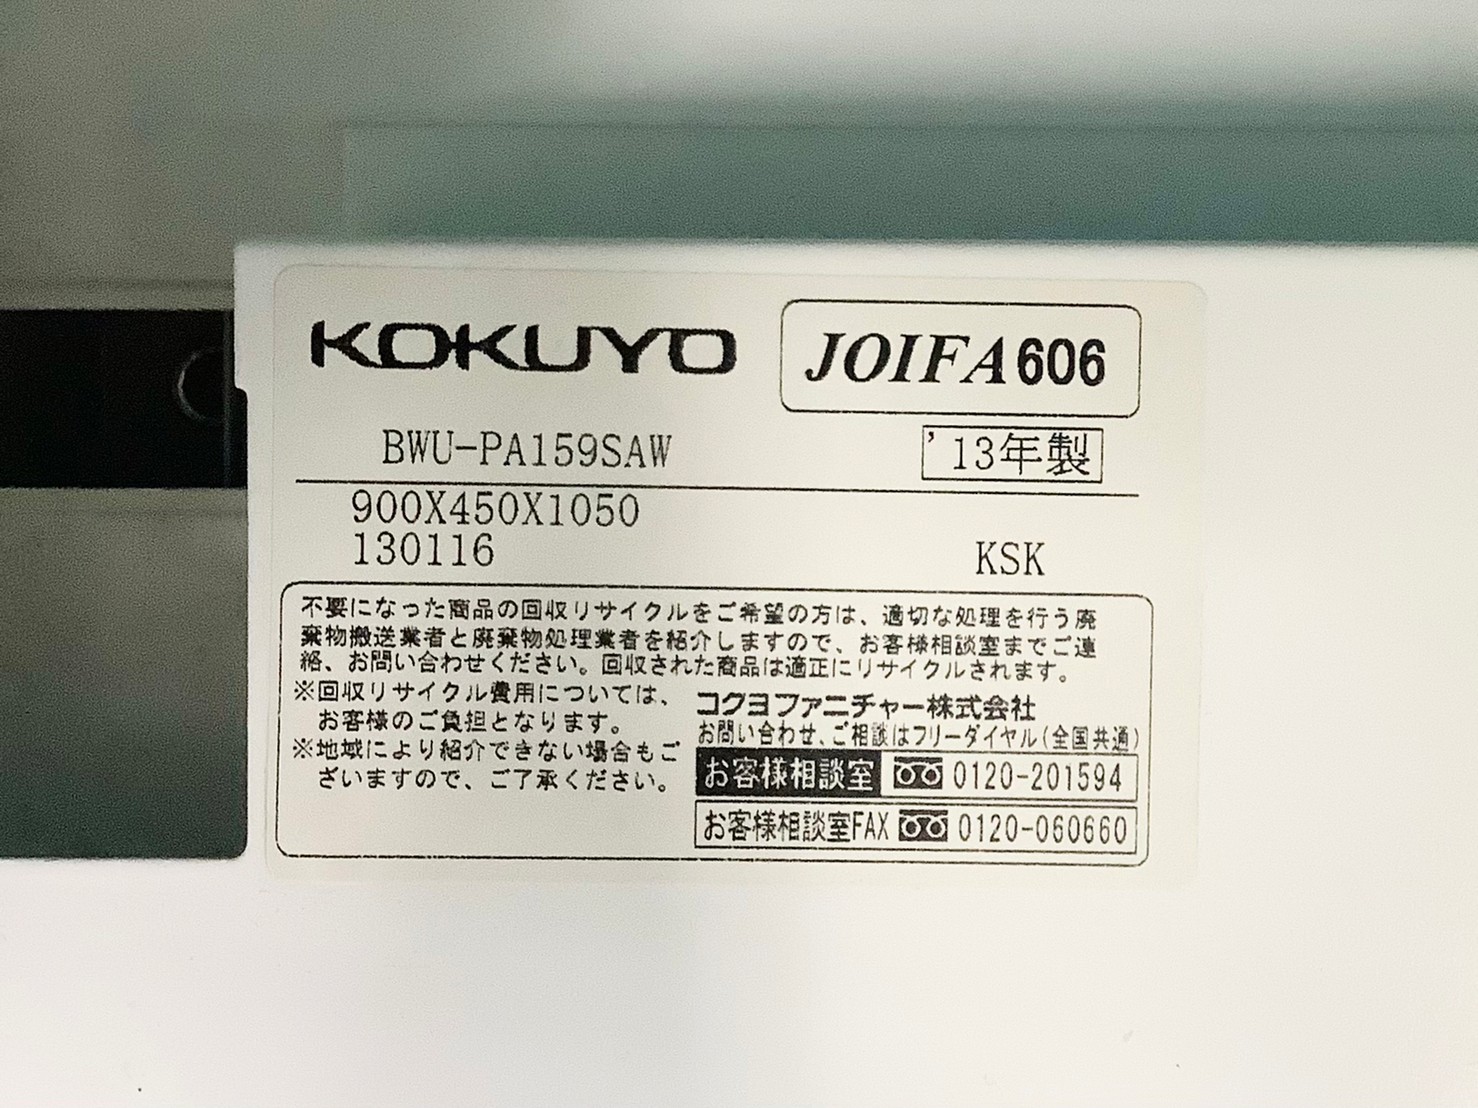 KOKUYO
JOIFA606
BWU-PA159SAW
'13年製
900X450X1050
130116
KSK
不要になった商品の回収リサイクルをご希望の方は、適切な処理を行う廃
棄物搬送業者と廃棄物処理業者を紹介しますので、お客様相談室までご連
絡、お問い合わせください。回収された商品は適正にリサイクルされます。
※回収リサイクル費用については、
お客様のご負担となります。
※地域により紹介できない場合もご
ざいますので、ご了承ください。
コクヨファニチャー株式会社
お問い合わせ、ご相談はフリーダイヤル(全国共通)
お客様相談室 0120-201594
お客様相談室FAX 0120-060660